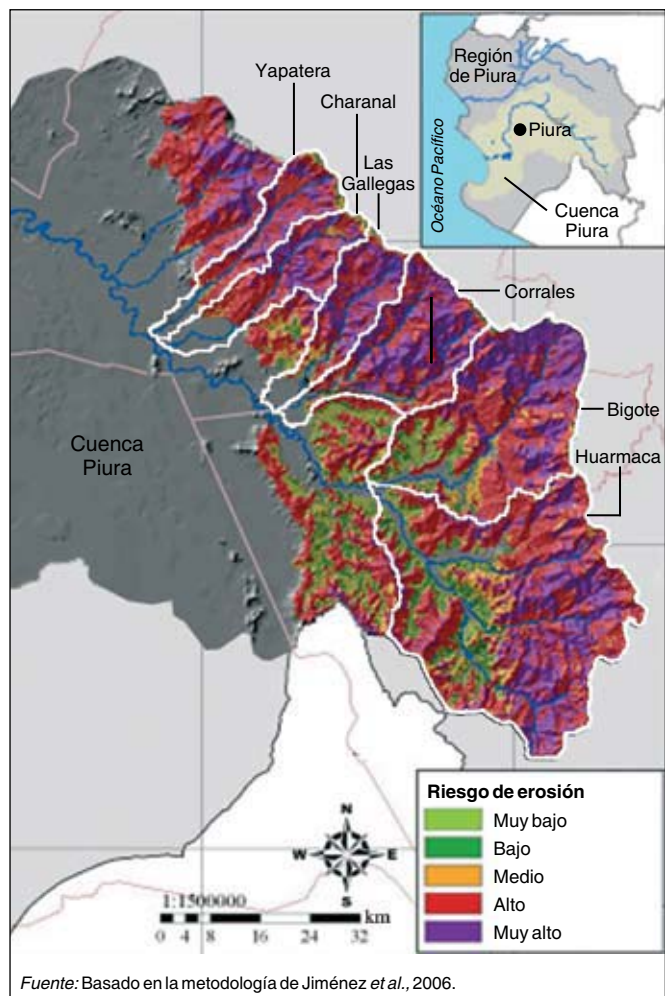 Yapatera
Charanal
Las
Gallegas
Corrales
Bigote
Huarmaca
Cuenca
Piura
Región
de Piura
Piura
Océano Pacífico
Cuenca
Piura
Riesgo de erosión
Muy bajo
Bajo
Medio
Alto
Muy alto
N
W E
S
1:1500000
km
0 4 8 16 24 32
Fuente: Basado en la metodología de Jiménez et al., 2006.